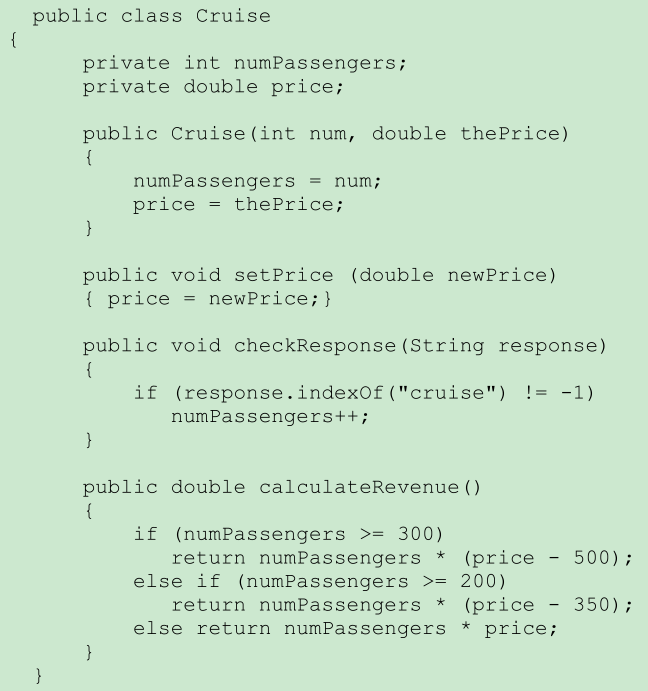 public class Cruise
{
private int numPassengers;
private double price;
public Cruise(int num, double thePrice)
{
numPassengers = num;
price = thePrice;
}
public void setPrice (double newPrice)
{ price = newPrice;}
public void checkResponse(String response)
{
if (response.indexOf("cruise") != -1)
numPassengers++;
}
public double calculateRevenue()
{
if (numPassengers >= 300)
return numPassengers * (price - 500);
else if (numPassengers >= 200)
return numPassengers * (price - 350);
else return numPassengers * price;
}
}